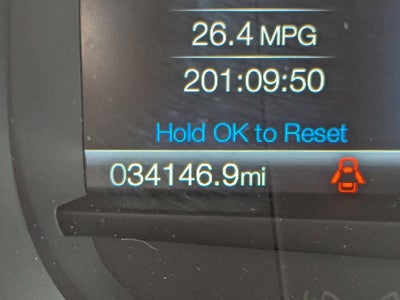 26.4 MPG
201:09:50
Hold OK to Reset
034146.9mi